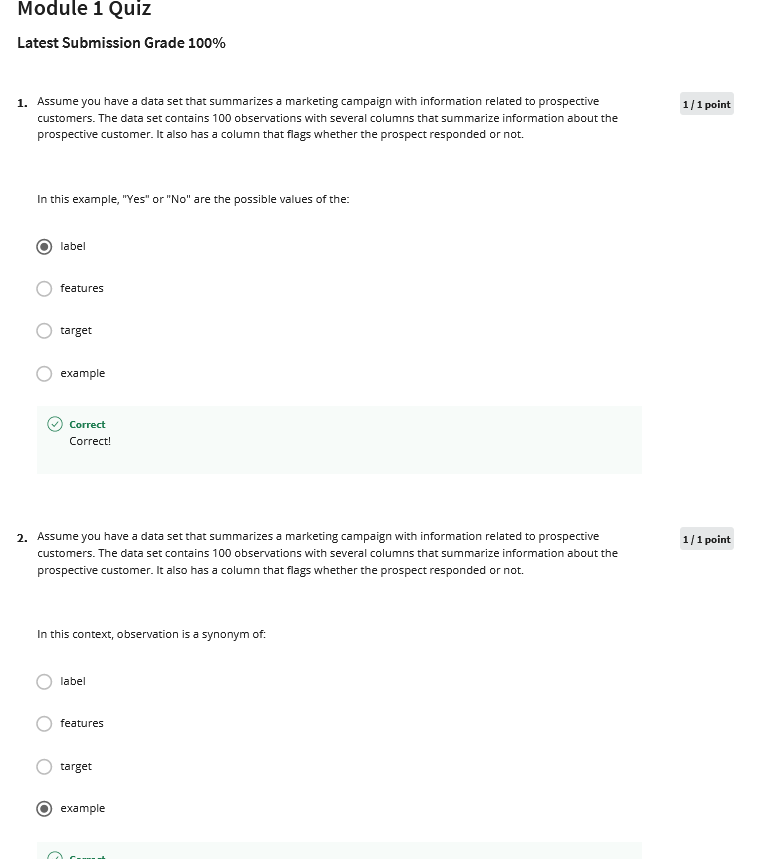 Module 1 Quiz
Latest Submission Grade 100%
1. Assume you have a data set that summarizes a marketing campaign with information related to prospective
customers. The data set contains 100 observations with several columns that summarize information about the
prospective customer. It also has a column that flags whether the prospect responded or not.
1 / 1 point
In this example, "Yes" or "No" are the possible values of the:
label
features
target
example
Correct
Correct!
2. Assume you have a data set that summarizes a marketing campaign with information related to prospective
customers. The data set contains 100 observations with several columns that summarize information about the
prospective customer. It also has a column that flags whether the prospect responded or not.
1 / 1 point
In this context, observation is a synonym of:
label
features
target
example
Correct